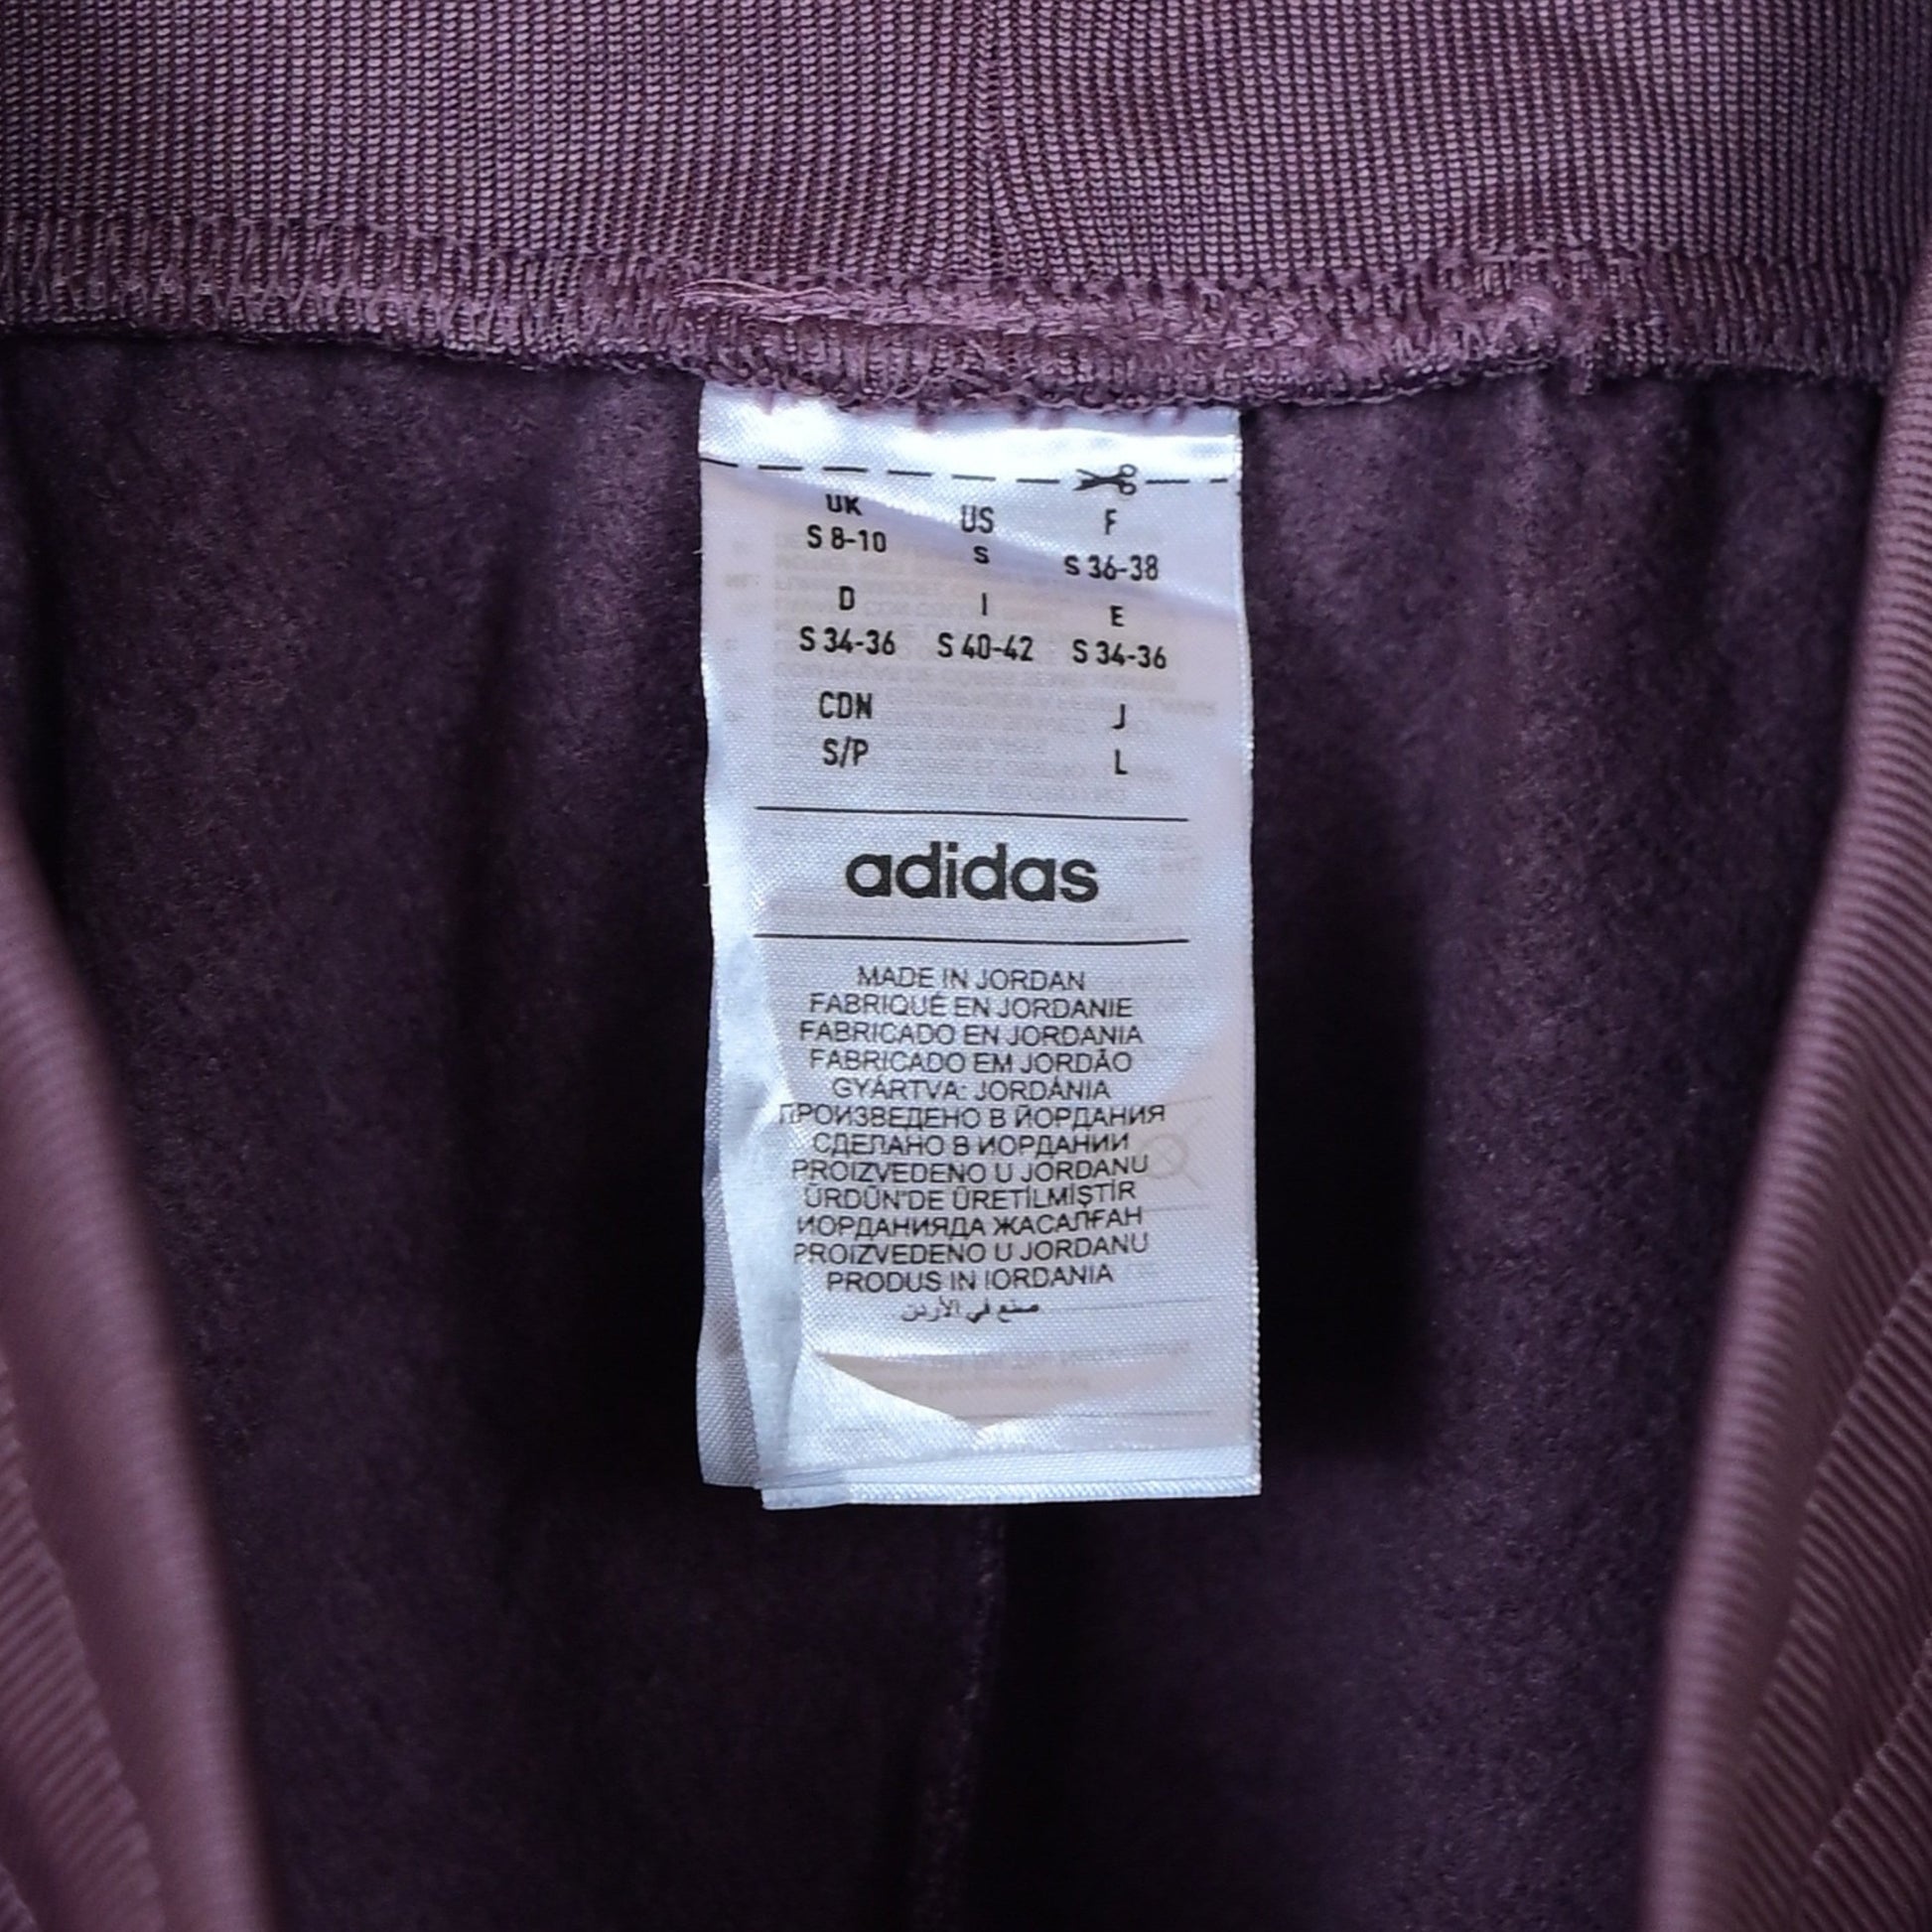 UK US F
S 8-10 S S 36-38
D I E
S 34-36 S 40-42 S 34-36
CDN J
S/P L
adidas
MADE IN JORDAN
FABRIQUÉ EN JORDANIE
FABRICADO EN JORDANIA
FABRICADO EM JORDÃO
GYÁRTVA: JORDÁNIA
ПРОИЗВЕДЕНО В ЙОРДАНИЯ
СДЕЛАНО В ИОРДАНИИ
PROIZVEDENO U JORDANU
ÜRDÜN'DE ÜRETİLMİŞTİR
ИОРДАНИЯДА ЖАСАЛҒАН
PROIZVEDENO U JORDANU
PRODUS IN IORDANIA
صنع في الأردن